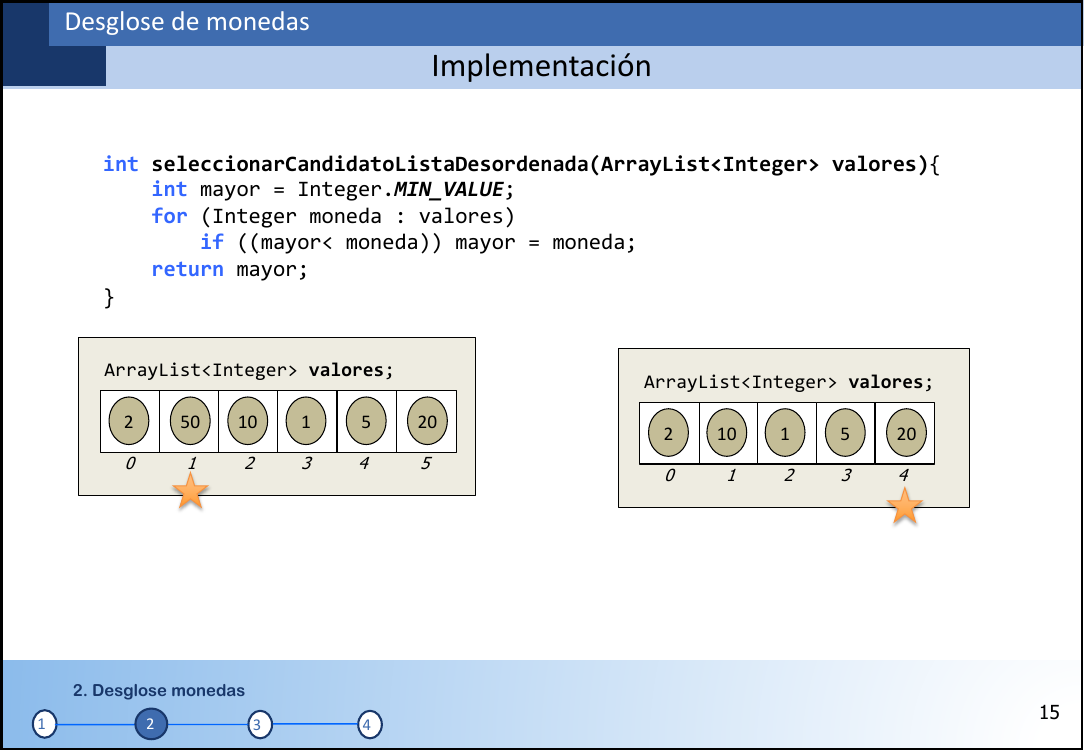 Desglose de monedas
Implementación
int seleccionarCandidatoListaDesordenada(ArrayList<Integer> valores){
    int mayor = Integer.MIN_VALUE;
    for (Integer moneda : valores)
        if ((mayor< moneda)) mayor = moneda;
    return mayor;
}
ArrayList<Integer> valores;
2 50 10 1 5 20
0 1 2 3 4 5
ArrayList<Integer> valores;
2 10 1 5 20
0 1 2 3 4
2. Desglose monedas
1 2 3 4
15